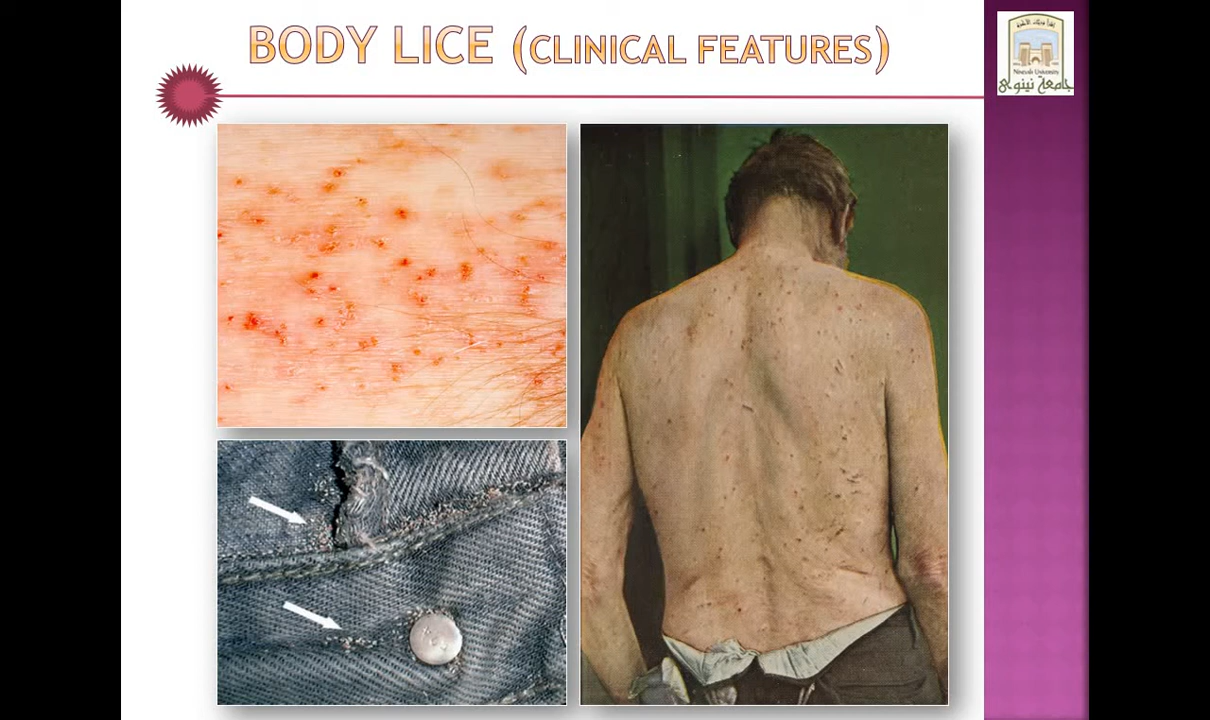 BODY LICE (CLINICAL FEATURES)
Nineveh University
جامعة نينوى